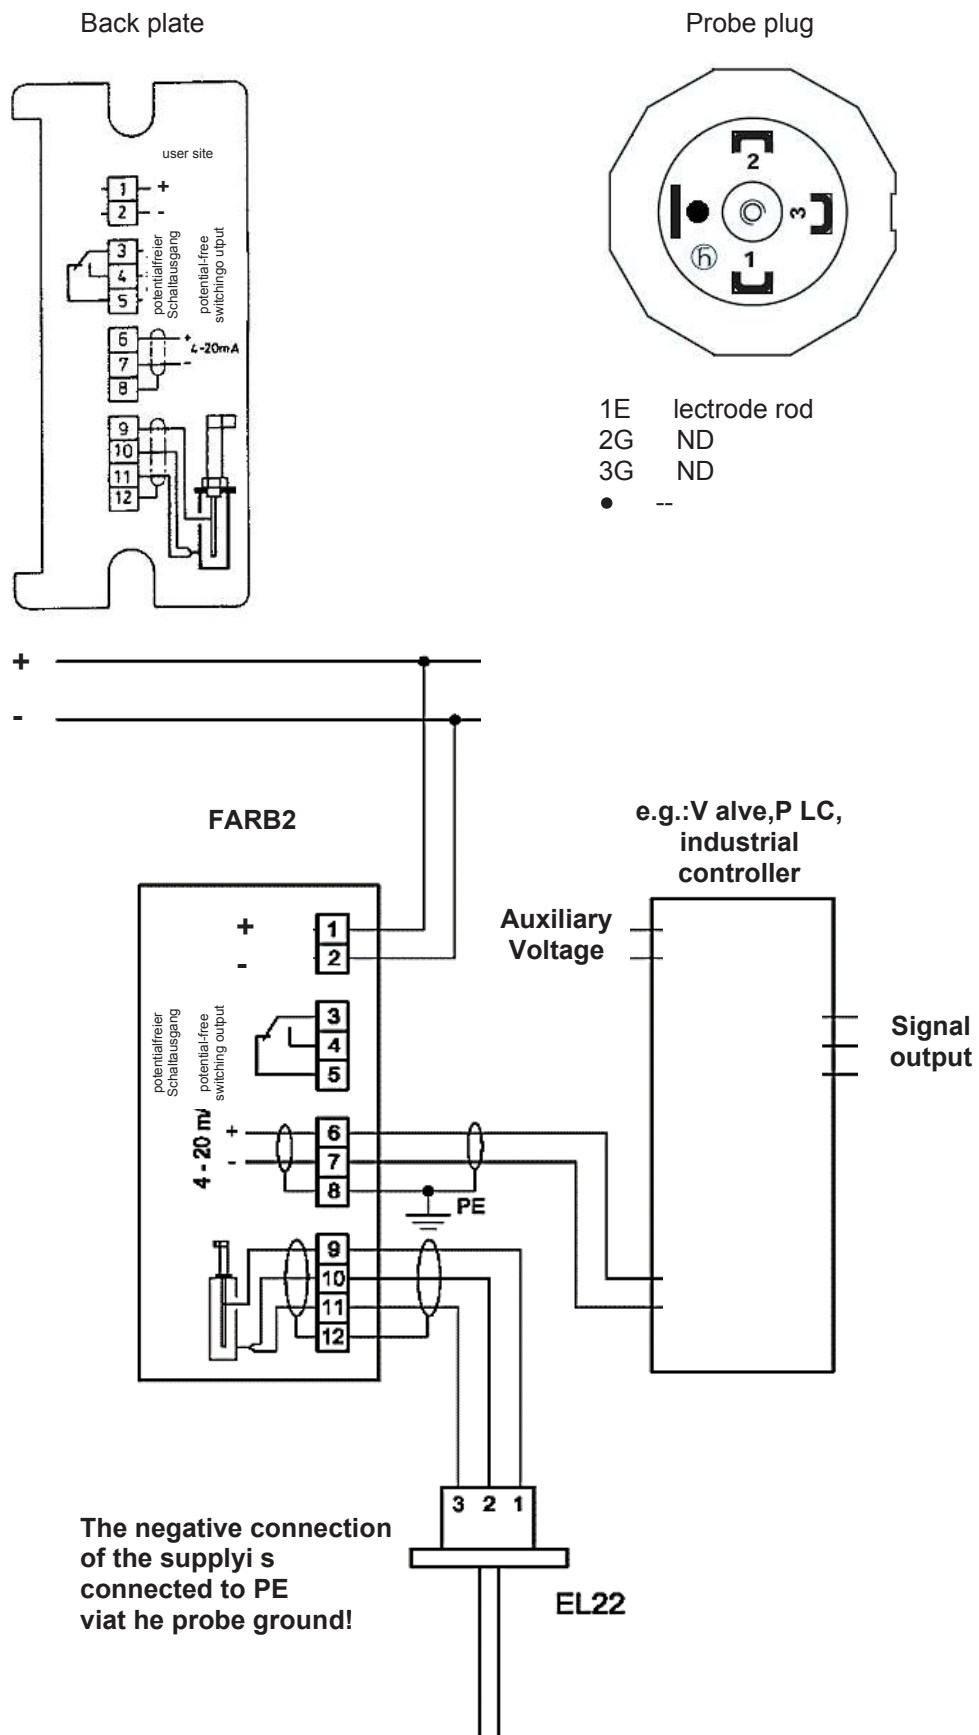 Back plate
Probe plug
user site
1 +
2 -
3
4
5
potentialfreier
Schaltausgang
potential-free
switchingo utput
6 +
4-20mA
7 -
8
9
10
11
12
2
3
1
1E lectrode rod
2G ND
3G ND
● --
+
-
FARB2
e.g.:V alve,P LC,
industrial
controller
+ 1
- 2
Auxiliary
Voltage
3
4
5
potentialfreier
Schaltausgang
potential-free
switching output
Signal
output
4 - 20 m/
+ 6
- 7
8
PE
9
10
11
12
3 2 1
The negative connection
of the supplyi s
connected to PE
viat he probe ground!
EL22